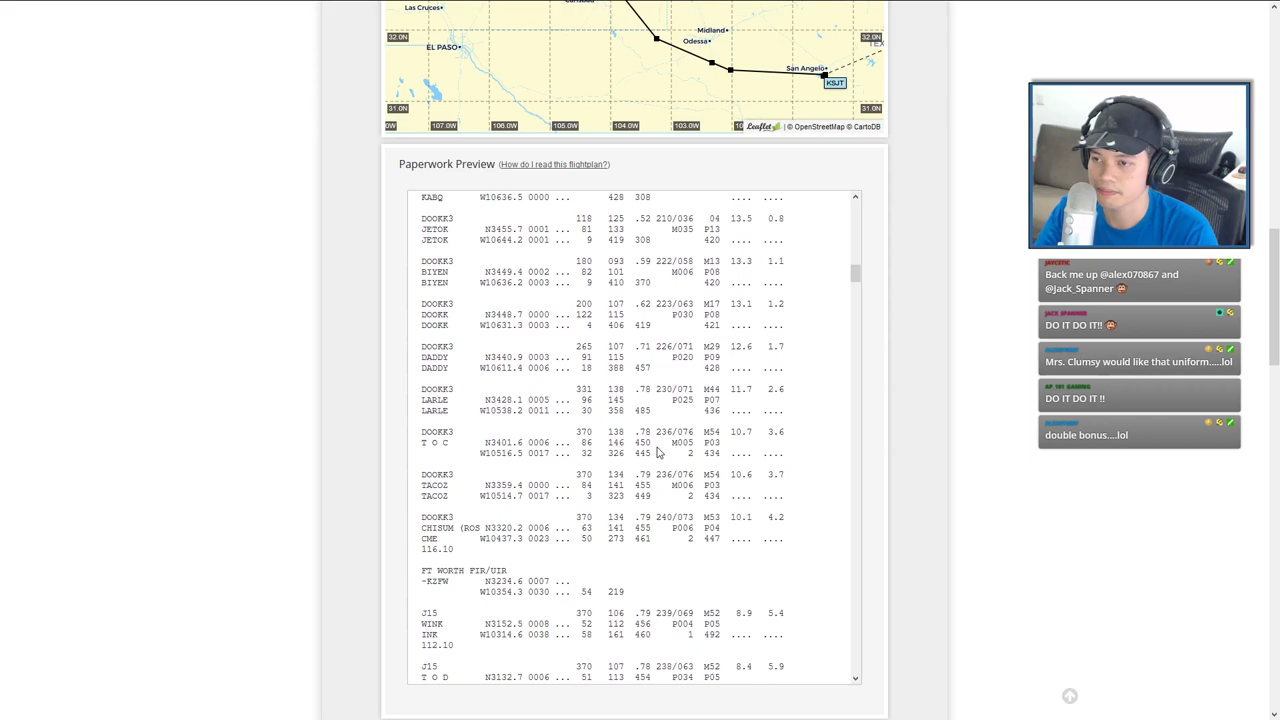 Las Cruces
Carlsbad
32.0N
Midland
32.0N
EL PASO
Odessa
San Angelo
KSJT
31.0N
31.0N
107.0W 106.0W 105.0W 104.0W 103.0W
Leaflet | © OpenStreetMap © CartoDB
Paperwork Preview (How do I read this flightplan?)
KABQ W10636.5 0000 ... 428 308 .... ....
DOOKK3 118 125 .52 210/036 04 13.5 0.8
JETOK N3455.7 0001 ... 81 133 M035 P13
JETOK W10644.2 0001 ... 9 419 308 420 .... ....
DOOKK3 180 093 .59 222/058 M13 13.3 1.1
BIYEN N3449.4 0002 ... 82 101 M006 P08
BIYEN W10636.2 0003 ... 9 410 370 420 .... ....
DOOKK3 200 107 .62 223/063 M17 13.1 1.2
DOOKK N3448.7 0000 ... 122 115 P030 P08
DOOKK W10631.3 0003 ... 4 406 419 421 .... ....
DOOKK3 265 107 .71 226/071 M29 12.6 1.7
DADDY N3440.9 0003 ... 91 115 P020 P09
DADDY W10611.4 0006 ... 18 388 457 428 .... ....
DOOKK3 331 138 .78 230/071 M44 11.7 2.6
LARLE N3428.1 0005 ... 96 145 P025 P07
LARLE W10538.2 0011 ... 30 358 485 436 .... ....
DOOKK3 370 138 .78 236/076 M54 10.7 3.6
T O C N3401.6 0006 ... 86 146 450 M005 P03
W10516.5 0017 ... 32 326 445 2 434 .... ....
DOOKK3 370 134 .79 236/076 M54 10.6 3.7
TACOZ N3359.4 0000 ... 84 141 455 M006 P03
TACOZ W10514.7 0017 ... 3 323 449 2 434 .... ....
DOOKK3 370 134 .79 240/073 M53 10.1 4.2
CHISUM (ROS N3320.2 0006 ... 63 141 455 P006 P04
CME W10437.3 0023 ... 50 273 461 2 447 .... ....
116.10
FT WORTH FIR/UIR
-KZFW N3234.6 0007 ...
W10354.3 0030 ... 54 219
J15 370 106 .79 239/069 M52 8.9 5.4
WINK N3152.5 0008 ... 52 112 456 P004 P05
INK W10314.6 0038 ... 58 161 460 1 492 .... ....
112.10
J15 370 107 .78 238/063 M52 8.4 5.9
T O D N3132.7 0006 ... 51 113 454 P034 P05
JAYCETIC
Back me up @alex070867 and
@Jack_Spanner
JACK_SPANNER
DO IT DO IT!!
Mrs. Clumsy would like that uniform.....lol
AP_101 GAMING
DO IT DO IT !!
double bonus....lol